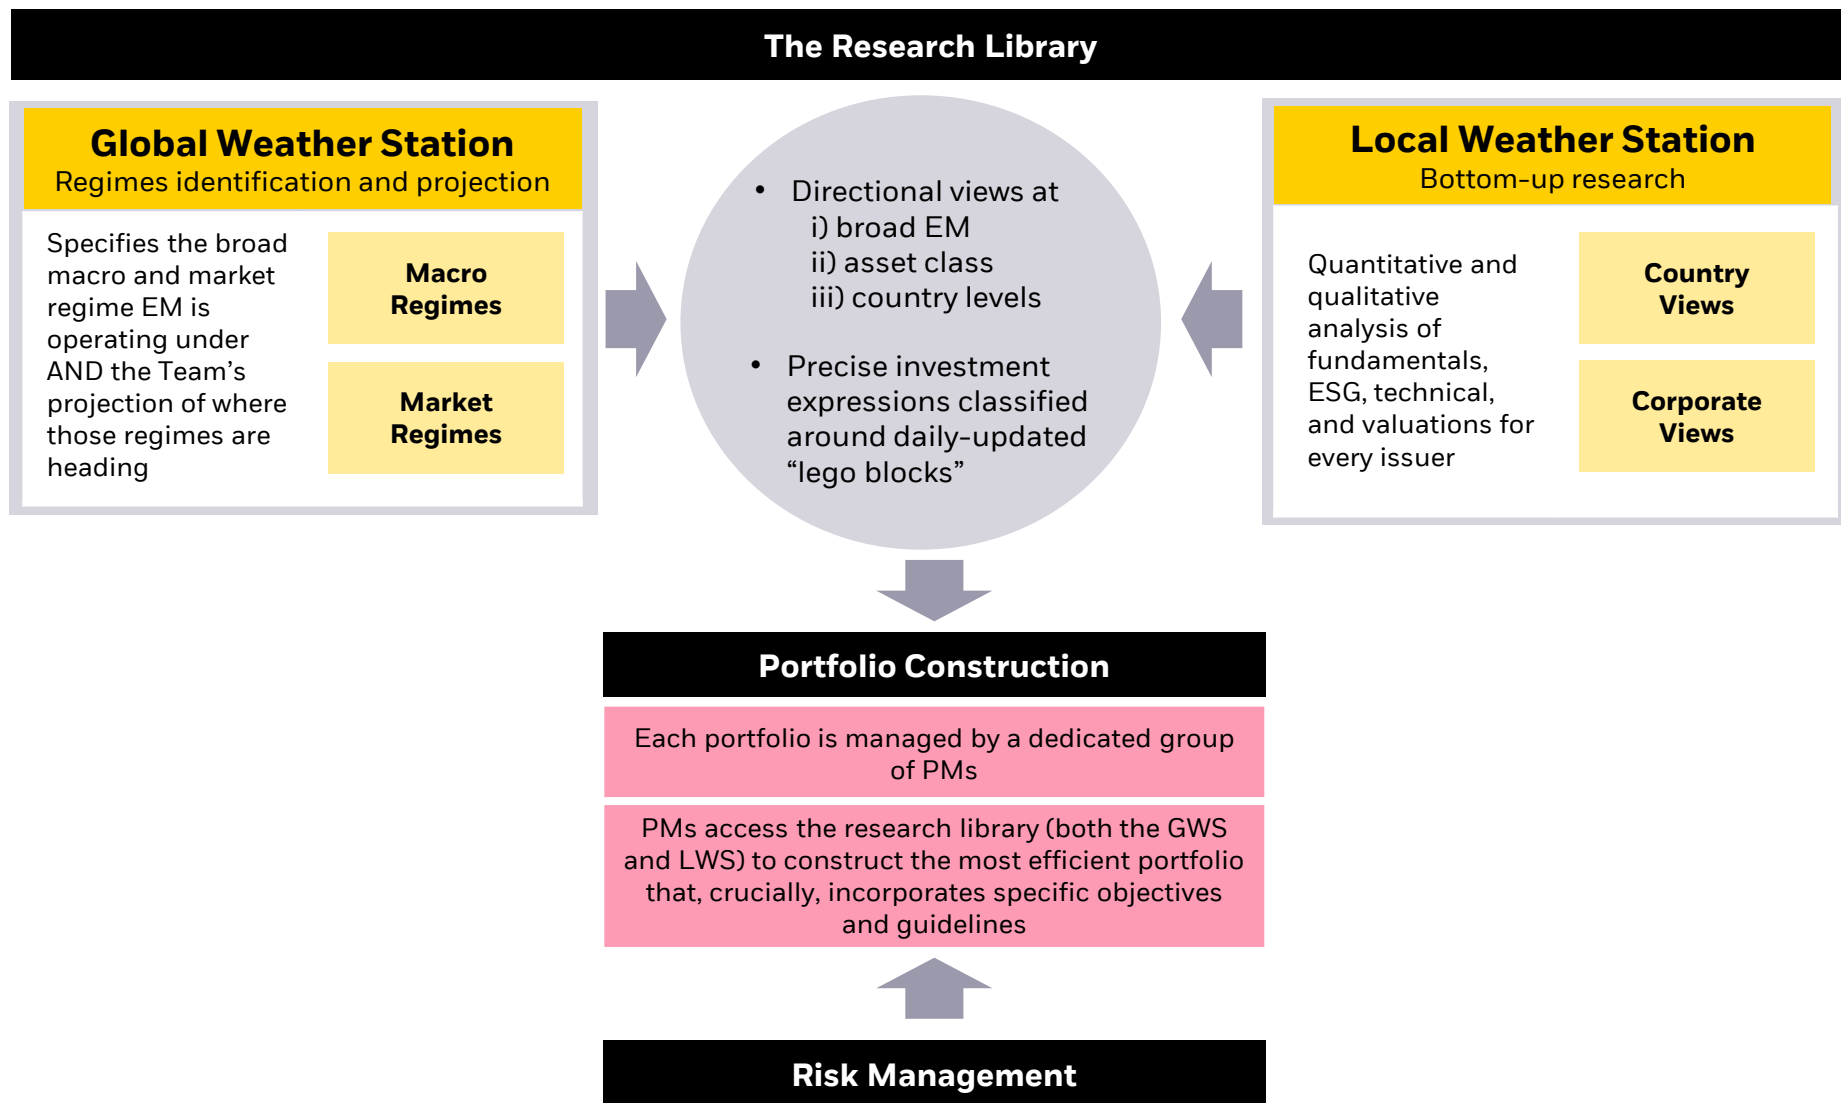 The Research Library
Global Weather Station
Regimes identification and projection
Specifies the broad
macro and market
regime EM is
operating under
AND the Team’s
projection of where
those regimes are
heading
Macro
Regimes
Market
Regimes
• Directional views at
i) broad EM
ii) asset class
iii) country levels
• Precise investment
expressions classified
around daily-updated
“lego blocks”
Local Weather Station
Bottom-up research
Quantitative and
qualitative
analysis of
fundamentals,
ESG, technical,
and valuations for
every issuer
Country
Views
Corporate
Views
Portfolio Construction
Each portfolio is managed by a dedicated group
of PMs
PMs access the research library (both the GWS
and LWS) to construct the most efficient portfolio
that, crucially, incorporates specific objectives
and guidelines
Risk Management